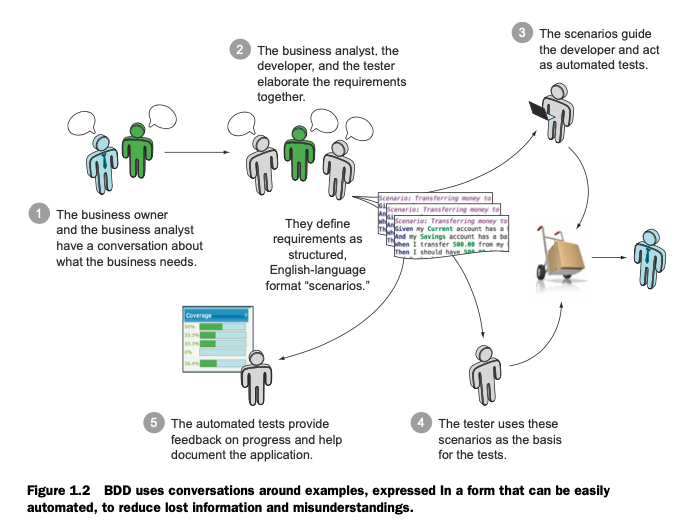 3 The scenarios guide
the developer and act
as automated tests.
2 The business analyst, the
developer, and the tester
elaborate the requirements
together.
1 The business owner
and the business analyst
have a conversation about
what the business needs.
They define
requirements as
structured,
English-language
format “scenarios.”
Scenario: Transferring money to
Scenario: Transferring money to
Scenario: Transferring money to
Given my Current account has a
And my Savings account has a ba
When I transfer 500.00 from my
Then I should have
Coverage
50%
33.3%
33.3%
0%
36.4%
5 The automated tests provide
feedback on progress and help
document the application.
4 The tester uses these
scenarios as the basis
for the tests.
Figure 1.2 BDD uses conversations around examples, expressed In a form that can be easily
automated, to reduce lost information and misunderstandings.